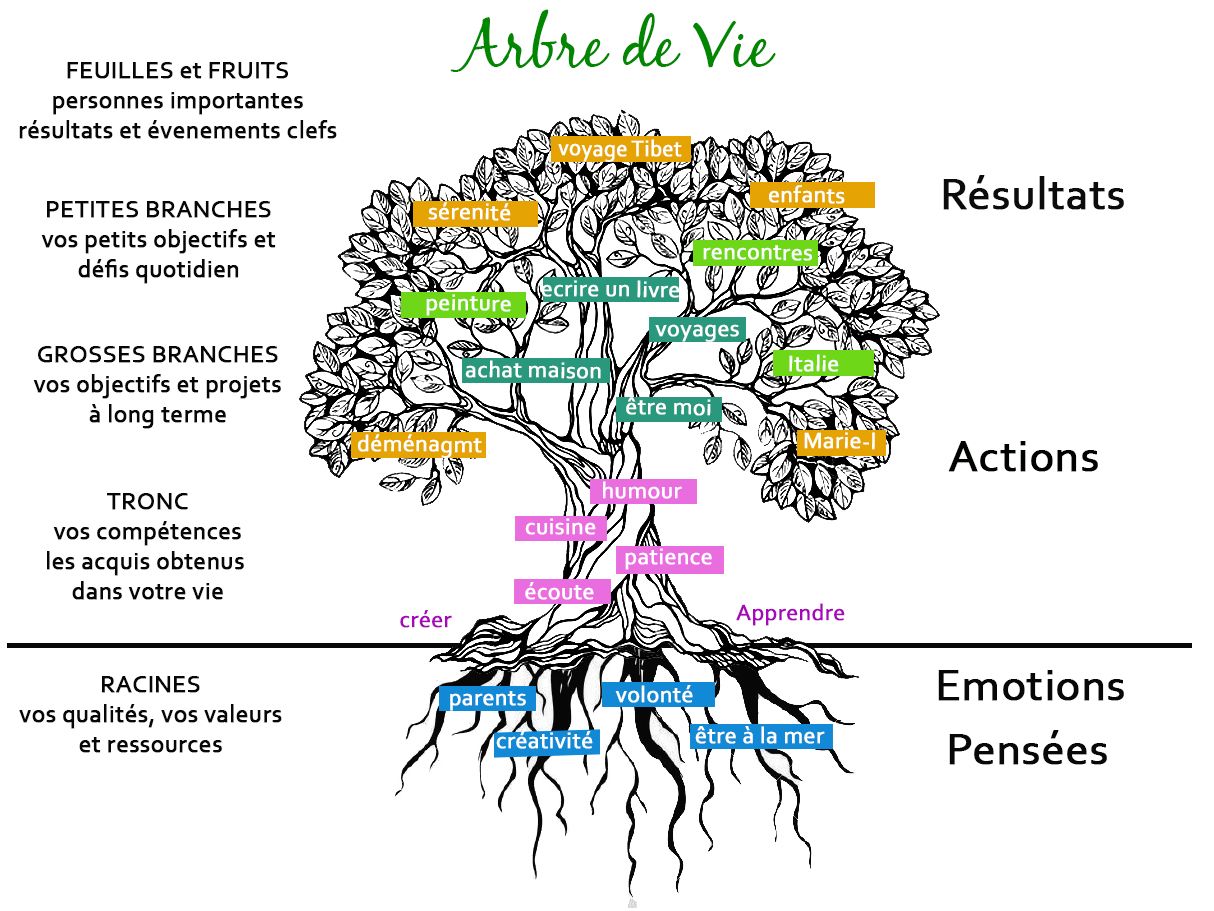 Arbre de Vie
FEUILLES et FRUITS
personnes importantes
résultats et évenements clefs
PETITES BRANCHES
vos petits objectifs et
défis quotidien
GROSSES BRANCHES
vos objectifs et projets
à long terme
TRONC
vos compétences
les acquis obtenus
dans votre vie
RACINES
vos qualités, vos valeurs
et ressources
voyage Tibet
enfants
sérenité
rencontres
ecrire un livre
peinture
voyages
Italie
achat maison
être moi
déménagmt
Marie-l
humour
cuisine
patience
écoute
créer
Apprendre
parents
volonté
créativité
être à la mer
Résultats
Actions
Emotions
Pensées